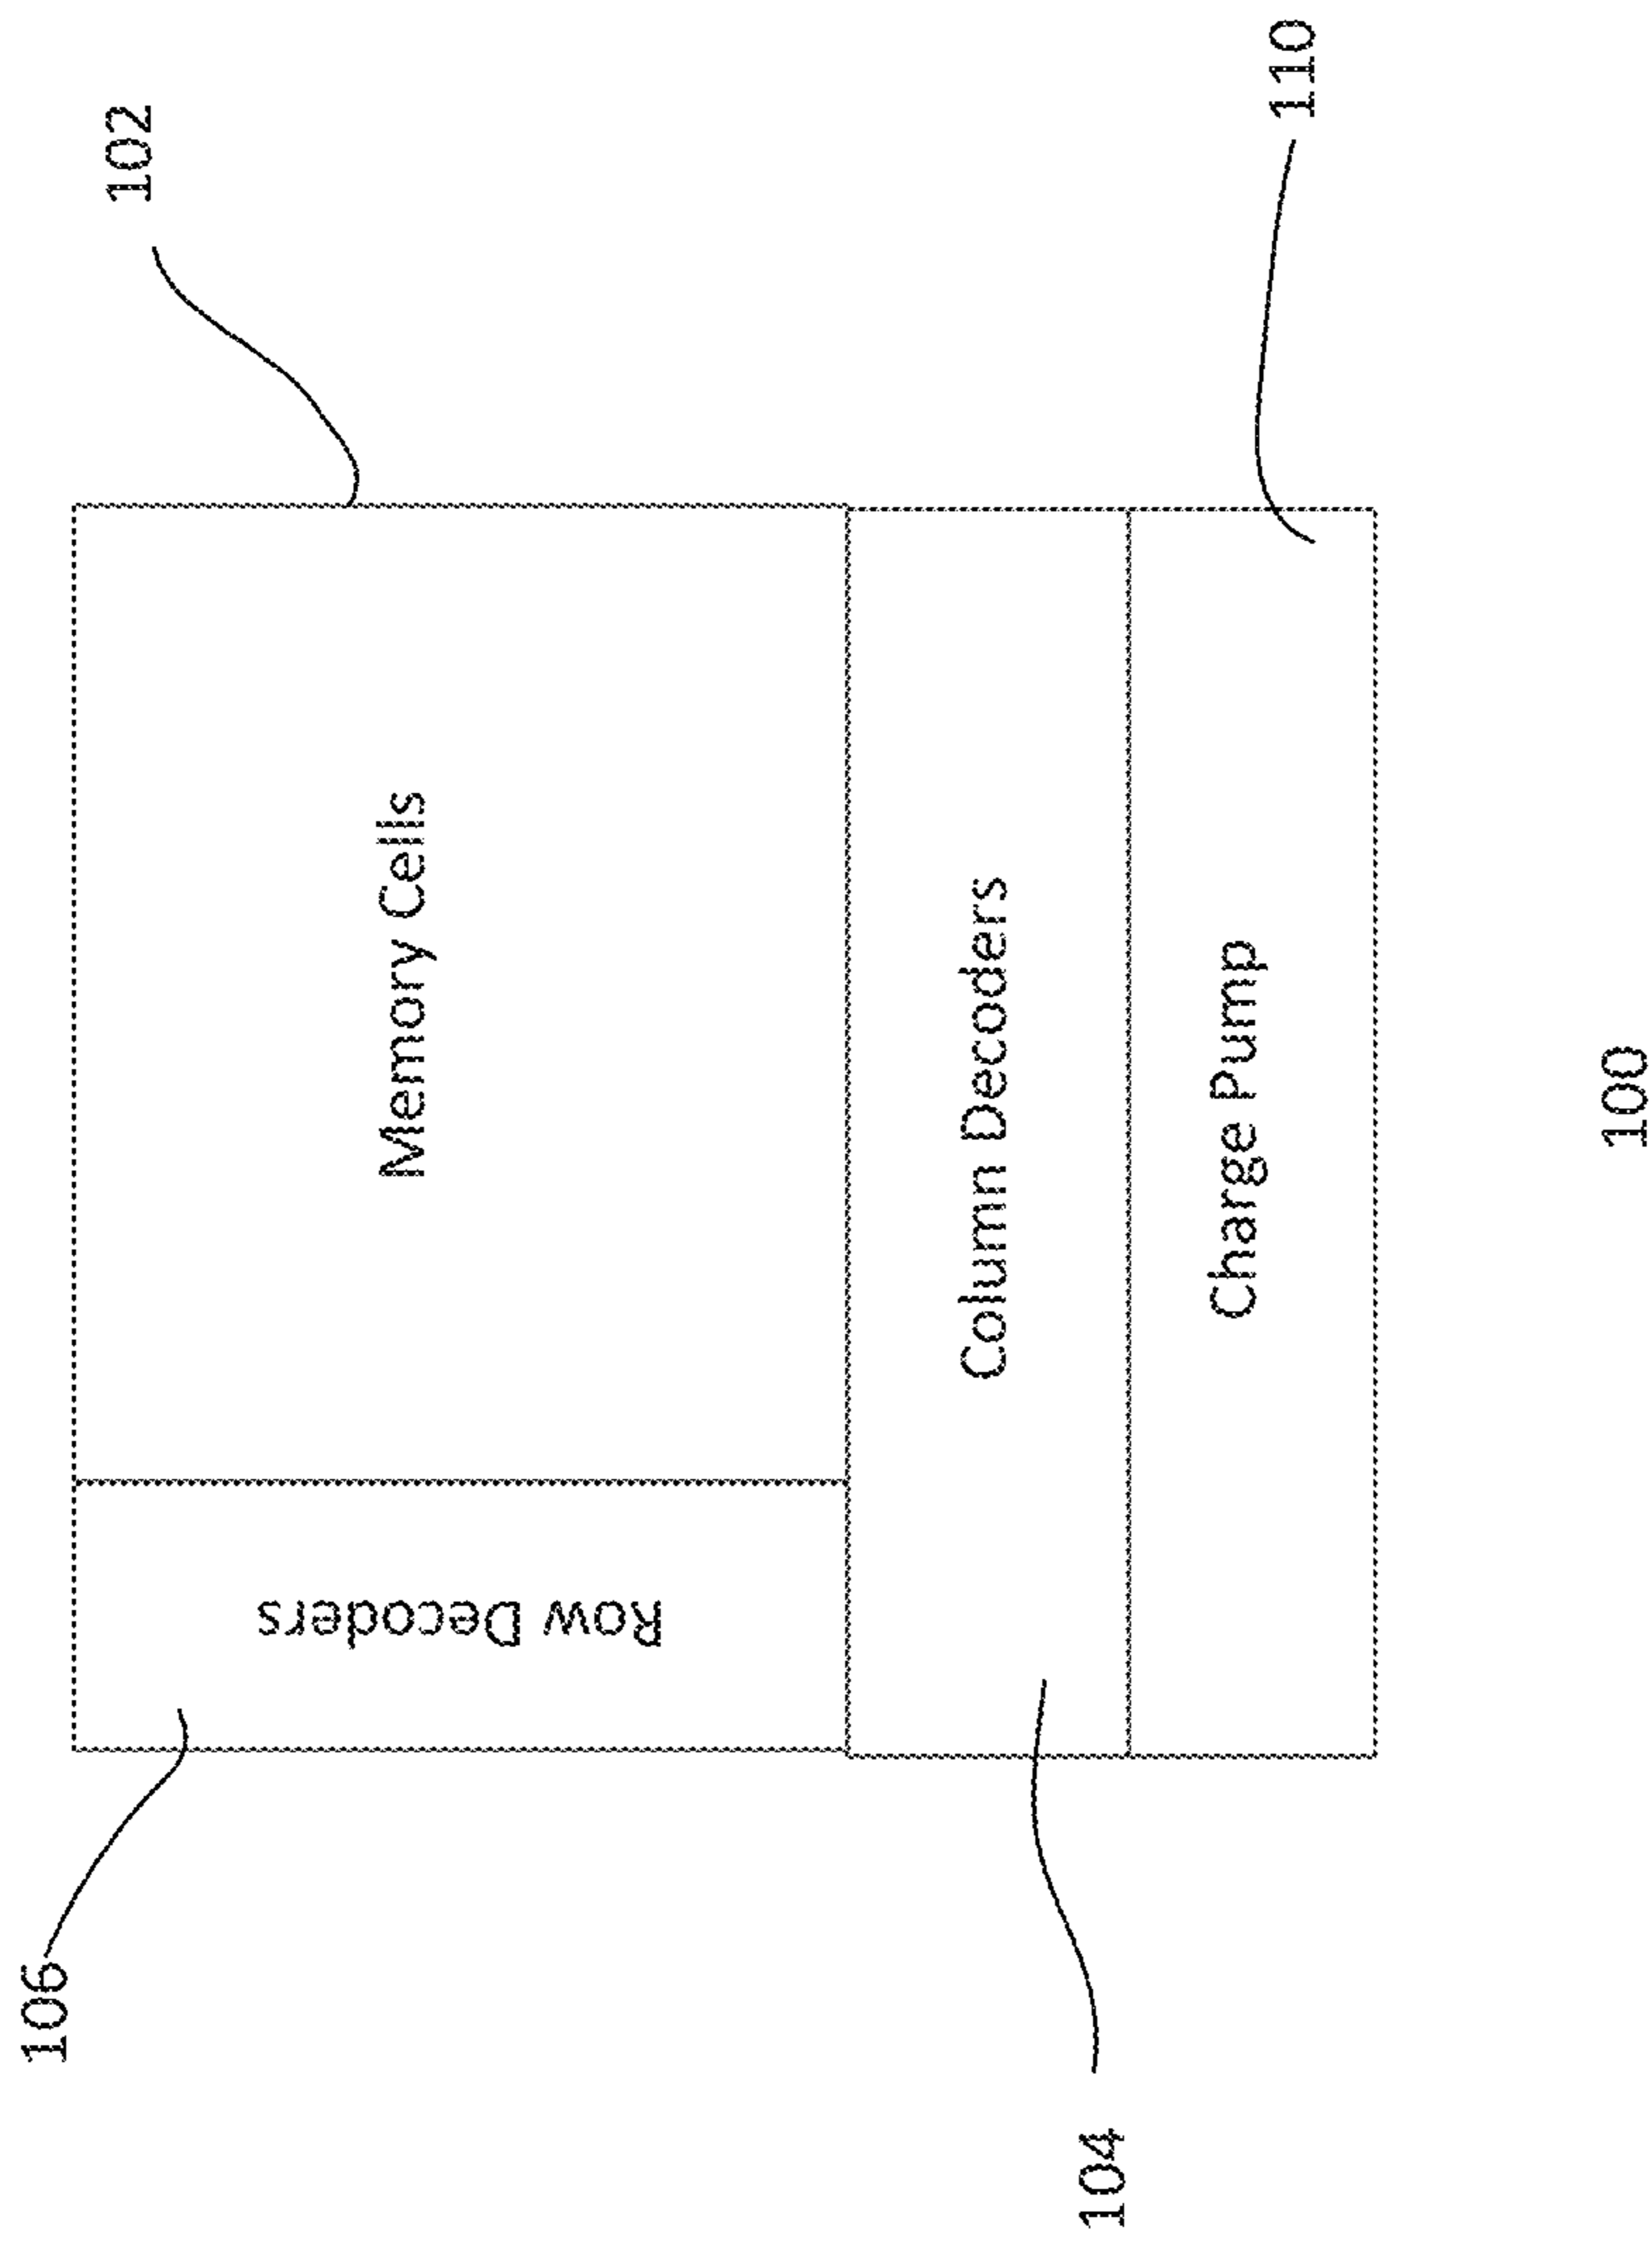 106
102
Row Decoders
Memory Cells
Column Decoders
104
Charge Pump
110
100